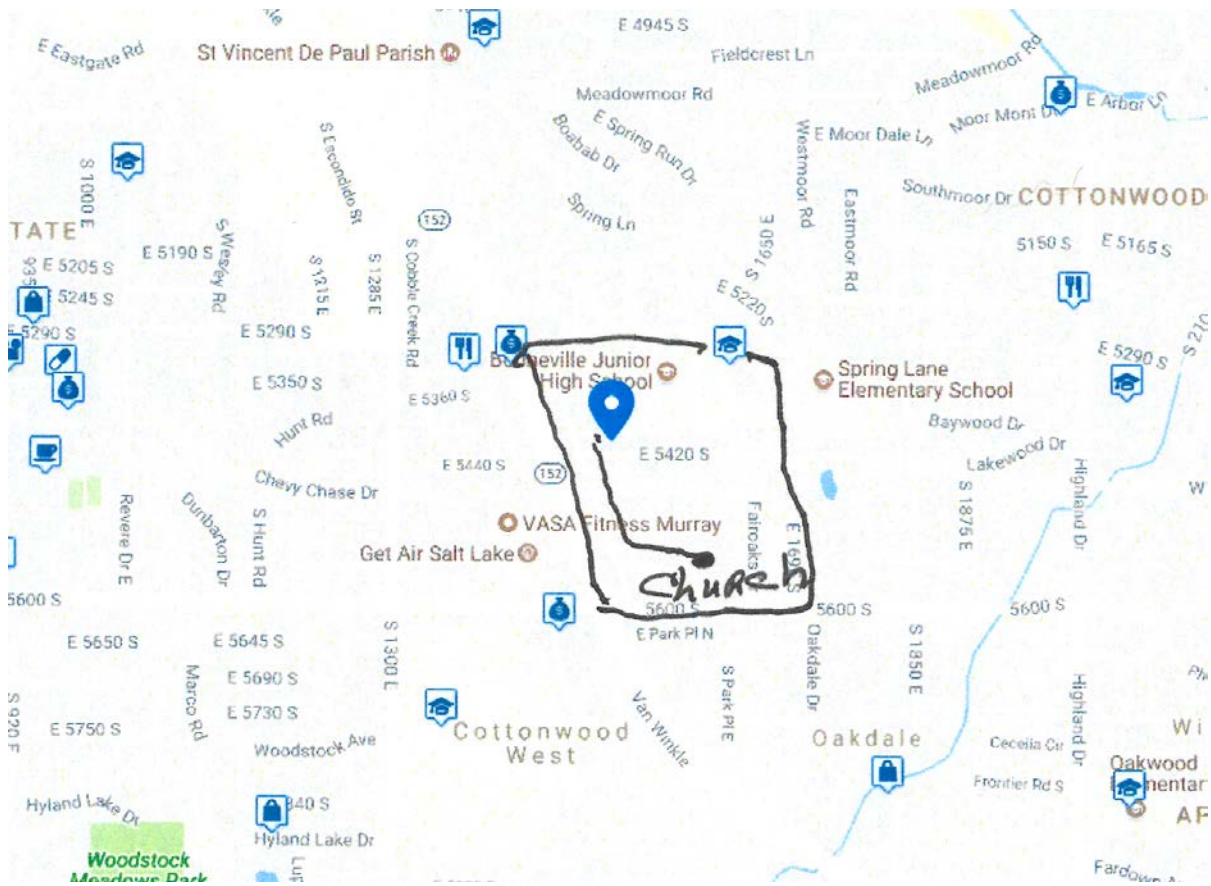 E 4945 S
E Eastgate Rd
St Vincent De Paul Parish
Fieldcrest Ln
Meadowmoor Rd
Meadowmoor Rd
E Arbor Ln
E Spring Run Dr
Boabab Dr
E Moor Dale Ln
Moor Mont Dr
S Escondido St
Westmoor Rd
S 1000 E
Southmoor Dr
COTTONWOOD
Eastmoor Rd
Spring Ln
152
TATE
S Wesley Rd
E 5190 S
S 1650 E
5150 S
E 5165 S
E 5205 S
935
S 1215 E
S 1285 E
S Cobble Creek Rd
E 5245 S
E 5220 S
5290 S
E 5290 S
S 210
E 5290 S
Bonneville Junior
High School
Spring Lane
Elementary School
E 5350 S
E 5360 S
Hunt Rd
Baywood Dr
E 5440 S
152
E 5420 S
Lakewood Dr
Chevy Chase Dr
Highland Dr
W
Revere Dr E
Dunbarton Dr
S Hunt Rd
VASA Fitness Murray
Fairoaks
E 1695 S
S 1875 E
Get Air Salt Lake
Church
5600 S
5600 S
5600 S
5600 S
E 5650 S
E 5645 S
S 1300 E
E Park Pl N
Oakdale Dr
S 1850 E
E 5690 S
S Park Pl E
Marco Rd
Highland Dr
S 920 E
E 5730 S
E 5750 S
Van Winkle
Woodstock Ave
Cottonwood
West
Oakdale
Cecelia Cir
Wi
Oakwood
Frontier Rd S
Hyland Lake Dr
840 S
Hyland Lake Dr
Woodstock
Meadows Park